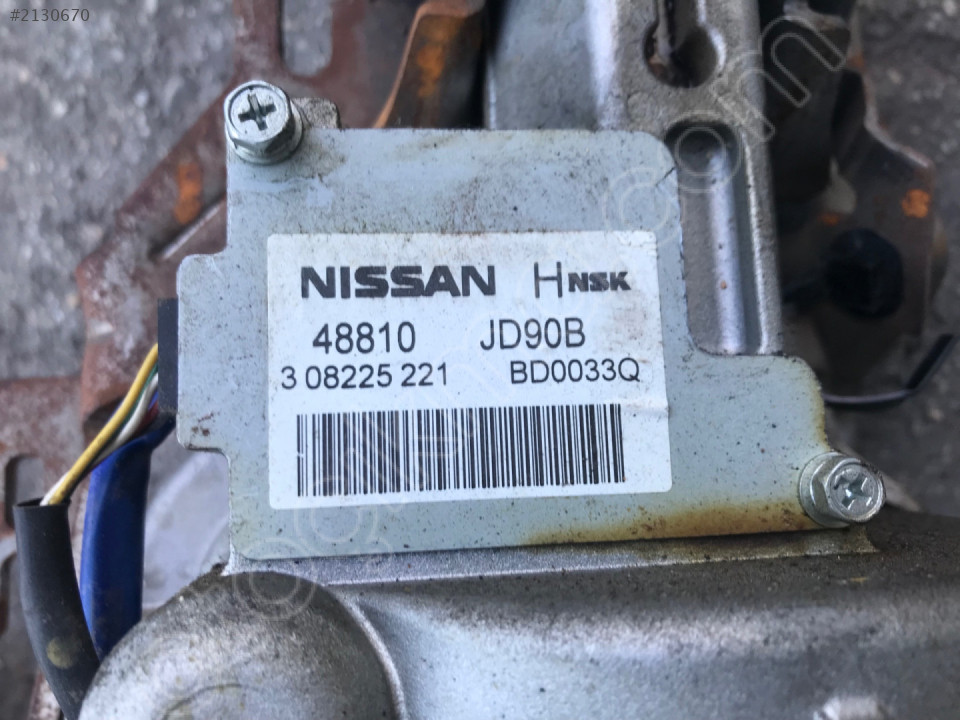 #2130670
NISSAN H NSK
48810 JD90B
3 08225 221 BD0033Q